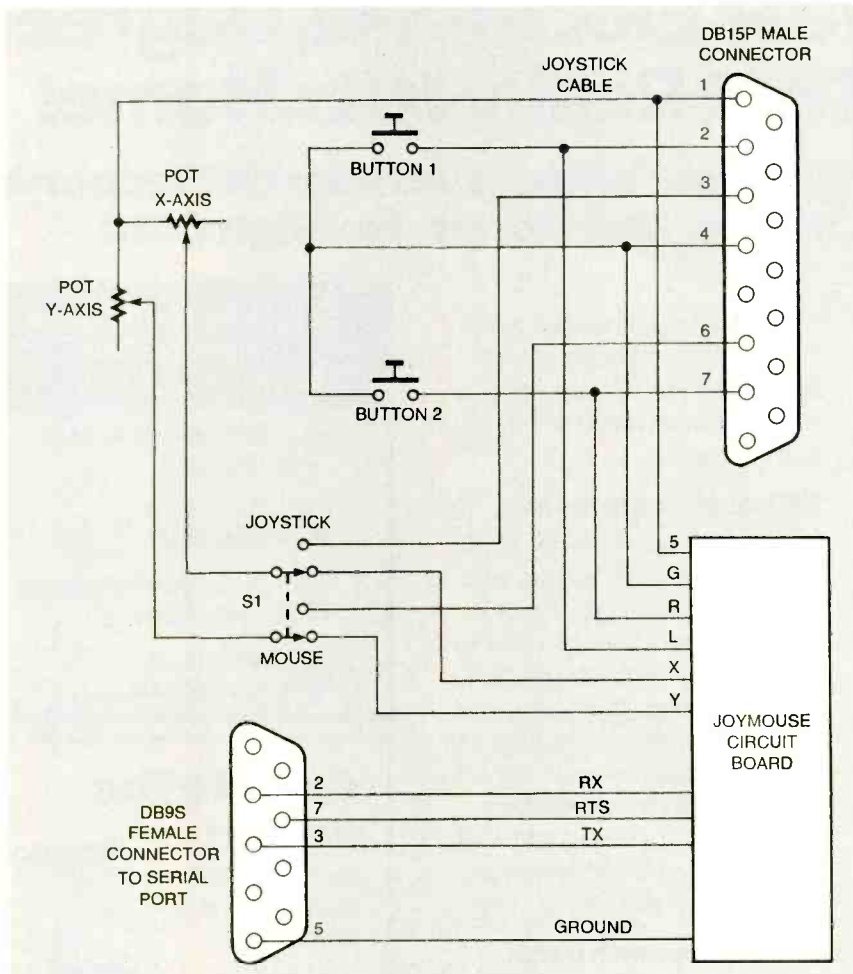 DB15P MALE
CONNECTOR
JOYSTICK
CABLE
1
2
BUTTON 1
3
POT
X-AXIS
4
POT
Y-AXIS
6
7
BUTTON 2
JOYSTICK
S1
MOUSE
5
G
R
L
X
Y
JOYMOUSE
CIRCUIT
BOARD
2
RX
7
RTS
3
TX
DB9S
FEMALE
CONNECTOR
TO SERIAL
PORT
5
GROUND